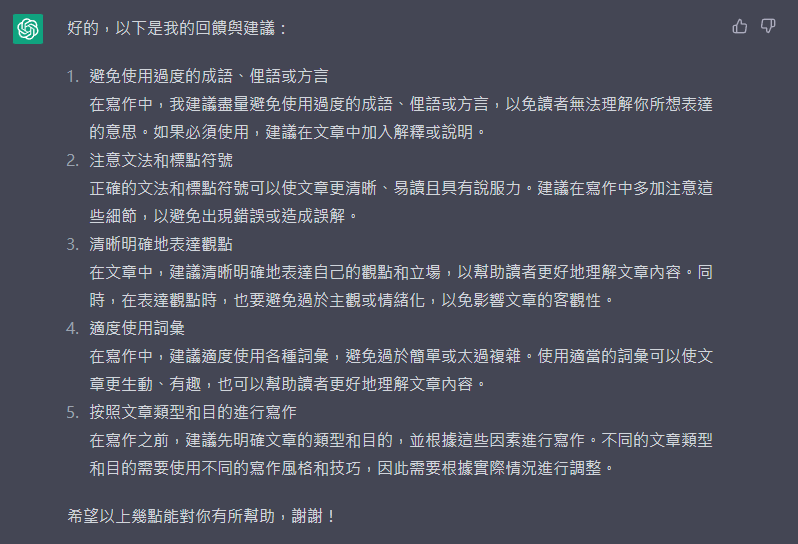 好的，以下是我的回饋與建議：
1. 避免使用過度的成語、俚語或方言
在寫作中，我建議盡量避免使用過度的成語、俚語或方言，以免讀者無法理解你所想表達
的意思。如果必須使用，建議在文章中加入解釋或說明。
2. 注意文法和標點符號
正確的文法和標點符號可以使文章更清晰、易讀且具有說服力。建議在寫作中多加注意這
些細節，以避免出現錯誤或造成誤解。
3. 清晰明確地表達觀點
在文章中，建議清晰明確地表達自己的觀點和立場，以幫助讀者更好地理解文章內容。同
時，在表達觀點時，也要避免過於主觀或情緒化，以免影響文章的客觀性。
4. 適度使用詞彙
在寫作中，建議適度使用各種詞彙，避免過於簡單或太過複雜。使用適當的詞彙可以使文
章更生動、有趣，也可以幫助讀者更好地理解文章內容。
5. 按照文章類型和目的進行寫作
在寫作之前，建議先明確文章的類型和目的，並根據這些因素進行寫作。不同的文章類型
和目的需要使用不同的寫作風格和技巧，因此需要根據實際情況進行調整。
希望以上幾點能對你有所幫助，謝謝！